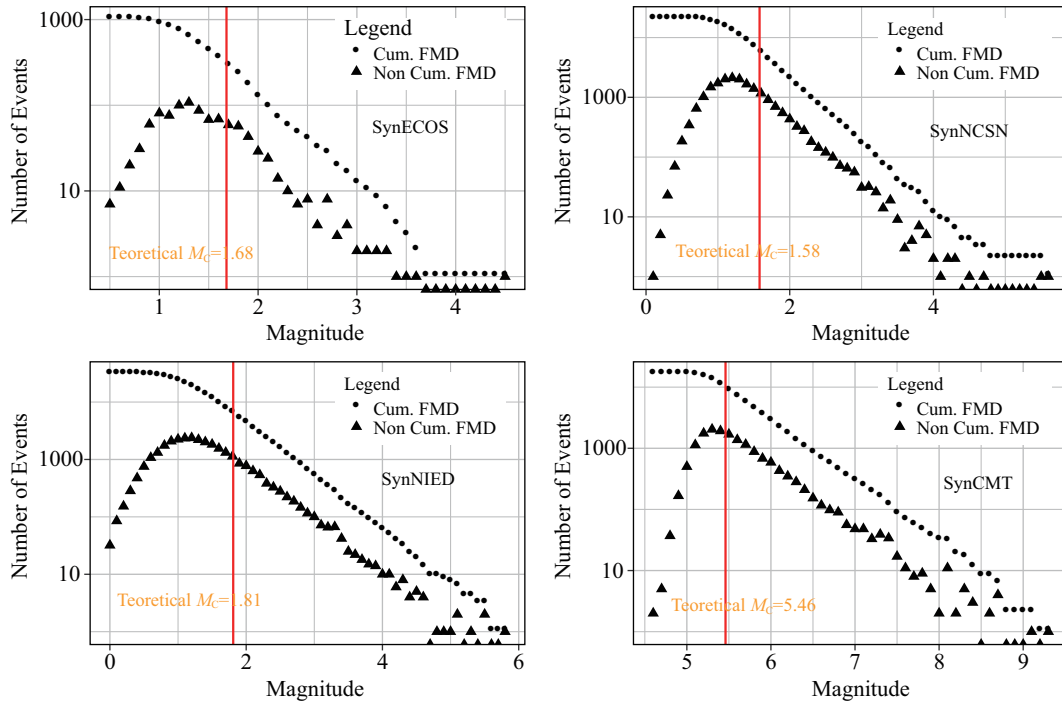 1000
Legend
Cum. FMD
Non Cum. FMD
Number of Events
SynECOS
10
Teoretical MC=1.68
1 2 3 4
Magnitude
Legend
Cum. FMD
Non Cum. FMD
1000
Number of Events
SynNCSN
10
Teoretical MC=1.58
0 2 4
Magnitude
Legend
Cum. FMD
Non Cum. FMD
1000
Number of Events
SynNIED
10
Teoretical MC=1.81
0 2 4 6
Magnitude
Legend
Cum. FMD
Non Cum. FMD
1000
Number of Events
SynCMT
10
Teoretical MC=5.46
5 6 7 8 9
Magnitude